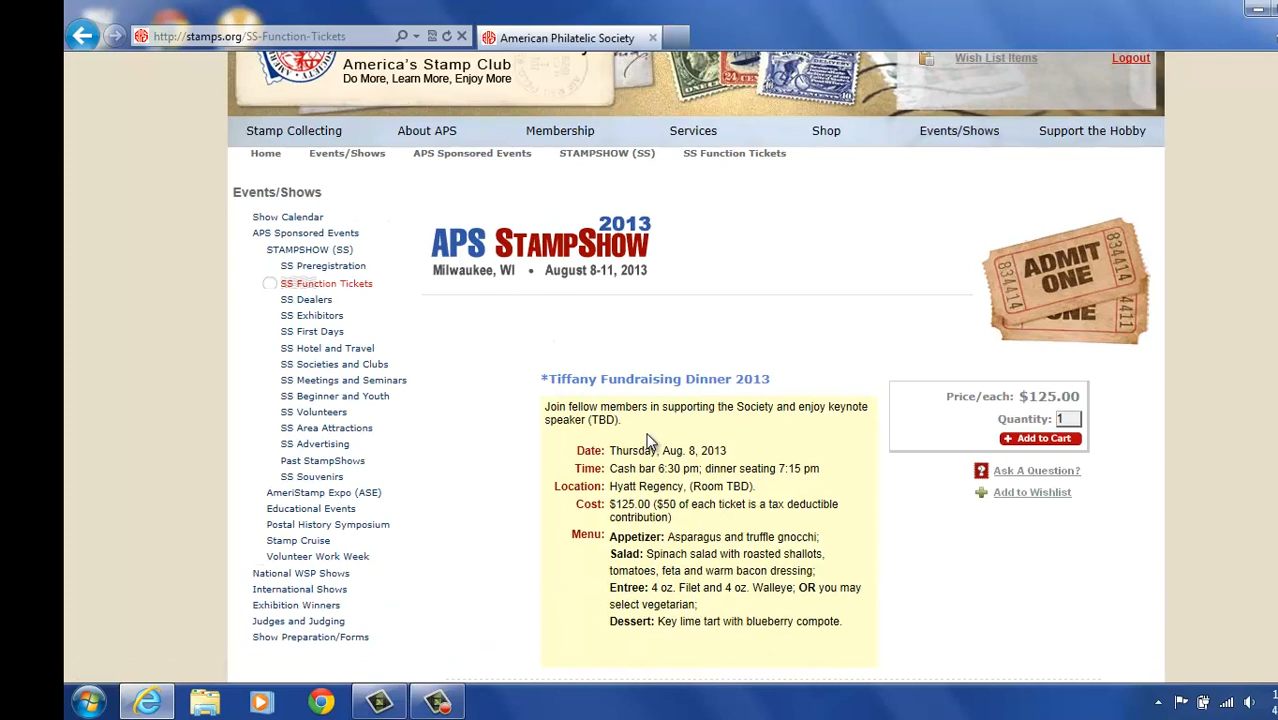 http://stamps.org/SS-Function-Tickets
American Philatelic Society
America's Stamp Club
Do More, Learn More, Enjoy More
Wish List Items
Logout
Stamp Collecting
About APS
Membership
Services
Shop
Events/Shows
Support the Hobby
Home
Events/Shows
APS Sponsored Events
STAMPSHOW (SS)
SS Function Tickets
Events/Shows
Show Calendar
APS Sponsored Events
STAMPSHOW (SS)
SS Preregistration
SS Function Tickets
SS Dealers
SS Exhibitors
SS First Days
SS Hotel and Travel
SS Societies and Clubs
SS Meetings and Seminars
SS Beginner and Youth
SS Volunteers
SS Area Attractions
SS Advertising
Past StampShows
SS Souvenirs
AmeriStamp Expo (ASE)
Educational Events
Postal History Symposium
Stamp Cruise
Volunteer Work Week
National WSP Shows
International Shows
Exhibition Winners
Judges and Judging
Show Preparation/Forms
2013
APS STAMPSHOW
Milwaukee, WI • August 8-11, 2013
ADMIT
ONE
834414
*Tiffany Fundraising Dinner 2013
Join fellow members in supporting the Society and enjoy keynote
speaker (TBD).
Date: Thursday, Aug. 8, 2013
Time: Cash bar 6:30 pm; dinner seating 7:15 pm
Location: Hyatt Regency, (Room TBD).
Cost: $125.00 ($50 of each ticket is a tax deductible
contribution)
Menu: Appetizer: Asparagus and truffle gnocchi;
Salad: Spinach salad with roasted shallots,
tomatoes, feta and warm bacon dressing;
Entree: 4 oz. Filet and 4 oz. Walleye; OR you may
select vegetarian;
Dessert: Key lime tart with blueberry compote.
Price/each: $125.00
Quantity: 1
+ Add to Cart
? Ask A Question?
Add to Wishlist